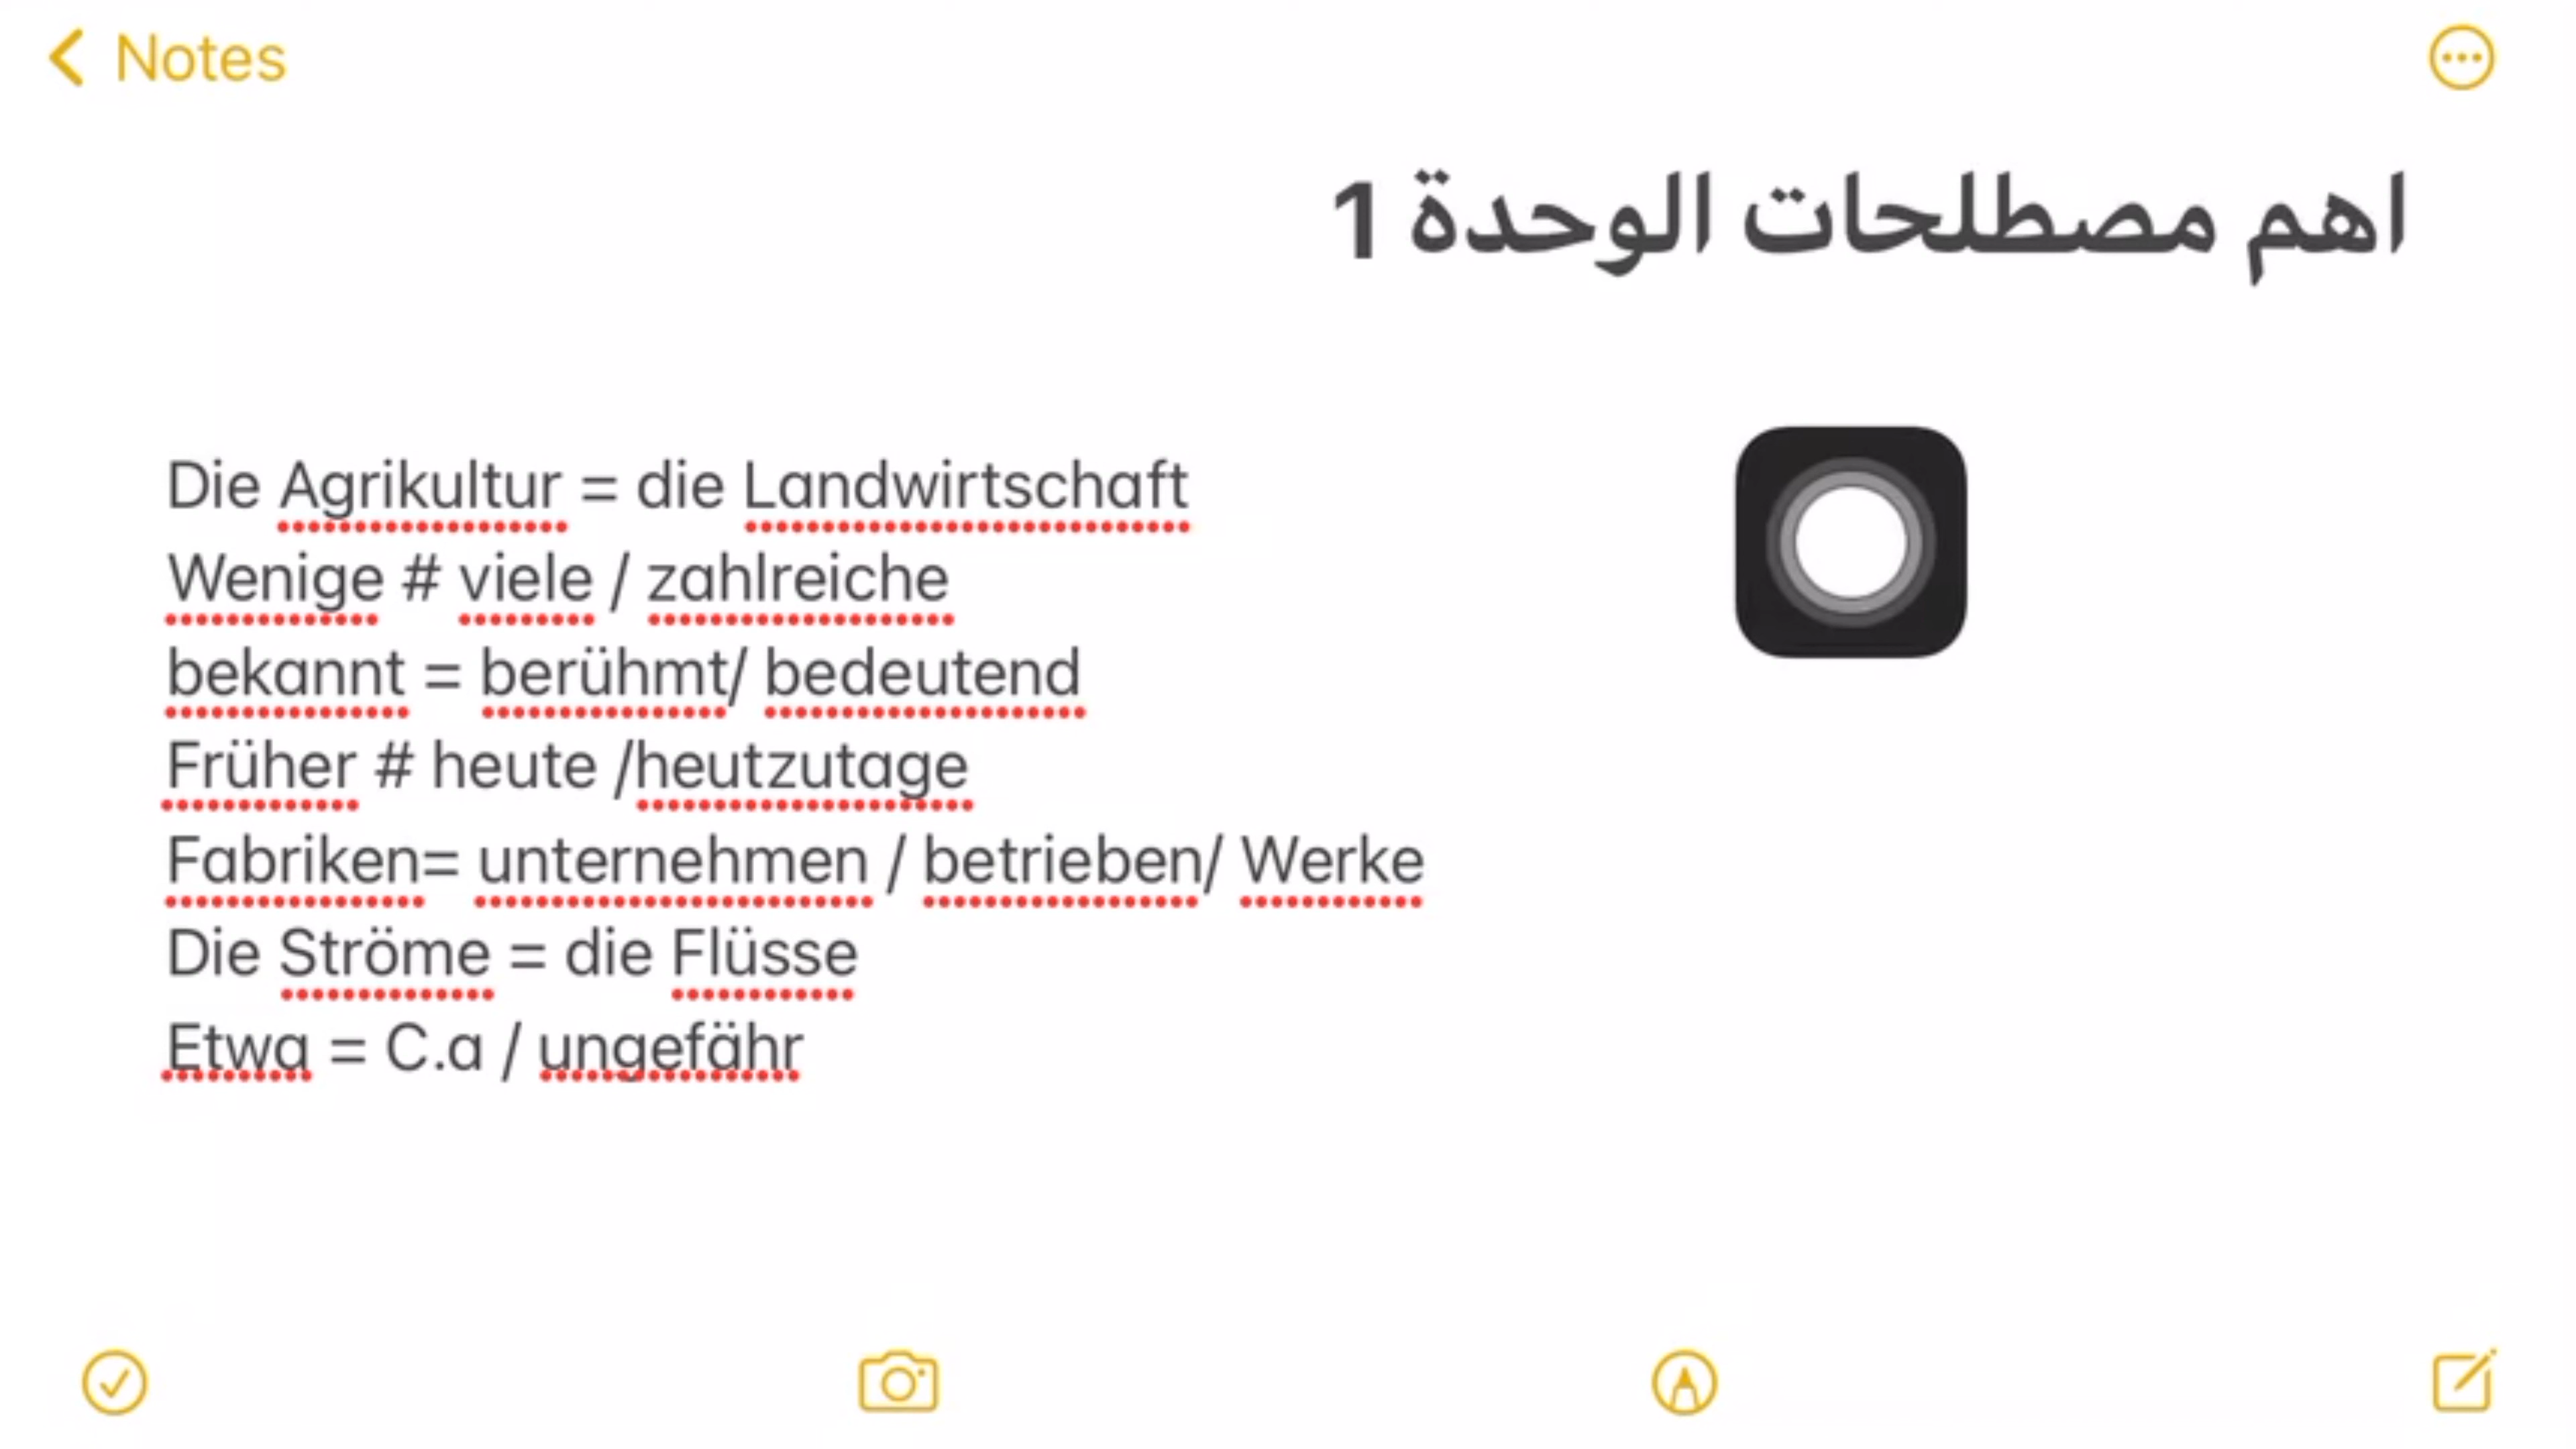 Notes
اهم مصطلحات الوحدة 1
Die Agrikultur = die Landwirtschaft
Wenige # viele / zahlreiche
bekannt = berühmt/ bedeutend
Früher # heute /heutzutage
Fabriken= unternehmen / betrieben/ Werke
Die Ströme = die Flüsse
Etwa = C.a / ungefähr